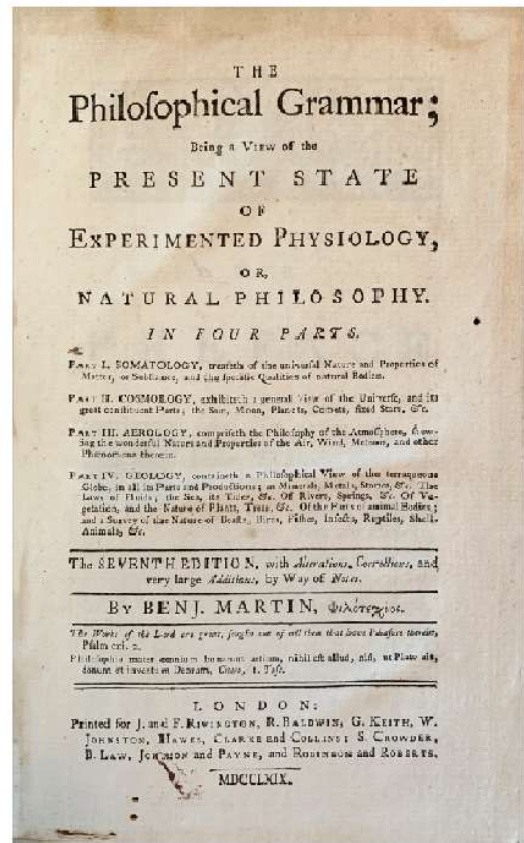 THE
Philoſophical Grammar;
Being a VIEW of the
PRESENT STATE
OF
EXPERIMENTED PHYSIOLOGY,
OR,
NATURAL PHILOSOPHY.
IN FOUR PARTS.
PART I. SOMATOLOGY, treateth of the univerſal Nature and Properties of
Matter, or Subſtance, and the ſpecific Qualities of natural Bodies.
PART II. COSMOLOGY, exhibiteth a general View of the Univerſe, and its
great conſtituent Parts; the Sun, Moon, Planets, Comets, fixed Stars, &c.
PART III. AEROLOGY, compriſeth the Philoſophy of the Atmoſphere, ſhew-
ing the wonderful Nature and Properties of the Air, Wind, Meteors, and other
Phænomena therein.
PART IV. GEOLOGY, containeth a Philoſophical View of the terraqueous
Globe, in all its Parts and Productions; as Minerals, Metals, Stones, &c. The
Laws of Fluids; the Sea, its Tides, &c. Of Rivers, Springs, &c. Of Ve-
getation, and the Nature of Plants, Trees, &c. Of the Parts of animal Bodies;
and a Survey of the Nature of Beaſts, Birds, Fiſhes, Inſects, Reptiles, Shell-
Animals, &c.
The SEVENTH EDITION, with Alterations, Corrections, and
very large Additions, by Way of Notes.
BY BENJ. MARTIN, Φιλότεχνος.
The Works of the Lord are great, ſought out of all them that have Pleaſure therein,
Pſalm cxi. 2.
Philoſophia mater omnium bonarum artium, nihil eſt aliud, niſi, ut Plato ait,
donum et inventum Deorum, Cicero, 1. Tuſc.
LONDON:
Printed for J. and F. RIVINGTON, R. BALDWIN, G. KEITH, W.
JOHNSTON, HAWES, CLARKE and COLLINS; S. CROWDER,
B. LAW, JOHNSON and PAYNE, and ROBINSON and ROBERTS.
MDCCLXIX.